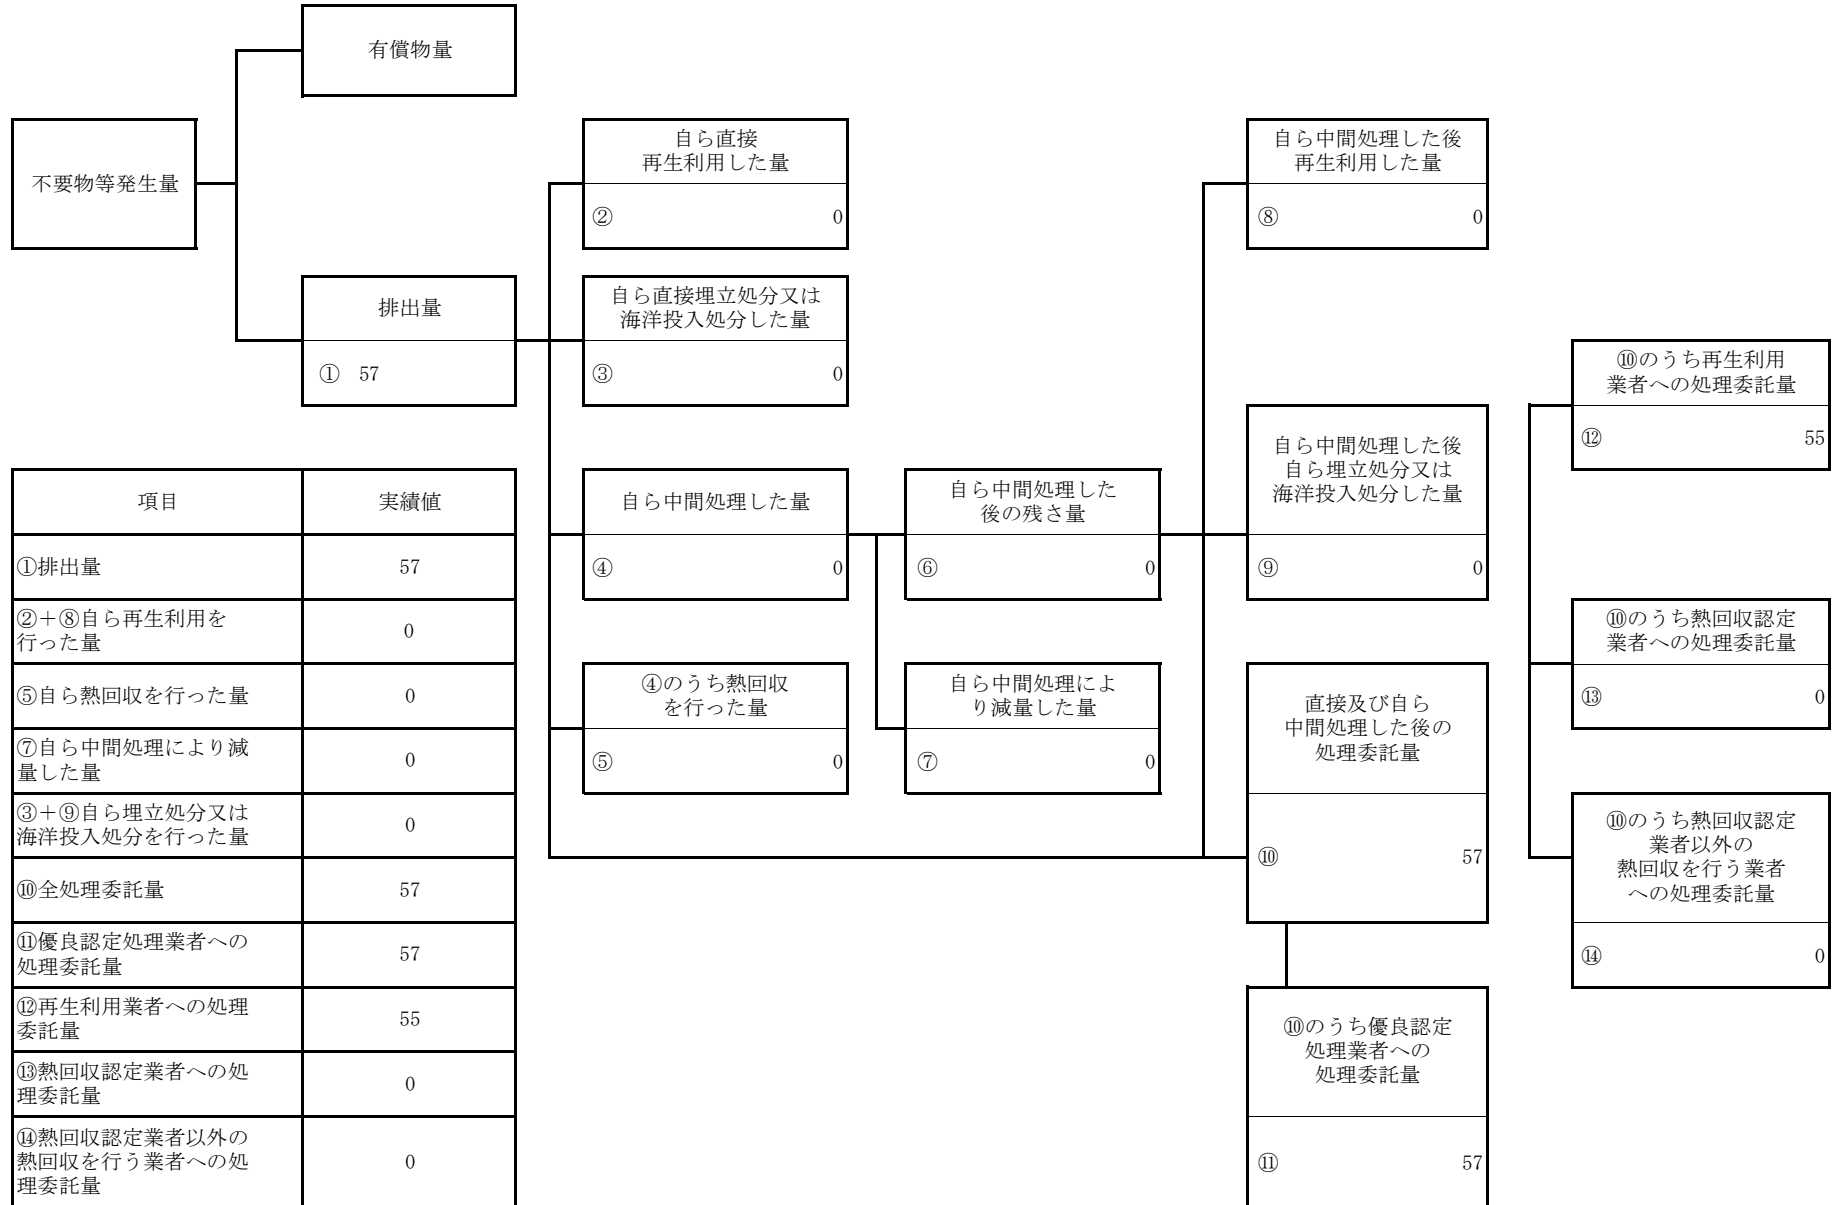 有償物量
不要物等発生量
排出量
① 57
自ら直接
再生利用した量
② 0
自ら直接埋立処分又は
海洋投入処分した量
③ 0
自ら中間処理した量
④ 0
④のうち熱回収
を行った量
⑤ 0
自ら中間処理した
後の残さ量
⑥ 0
自ら中間処理によ
り減量した量
⑦ 0
自ら中間処理した後
再生利用した量
⑧ 0
自ら中間処理した後
自ら埋立処分又は
海洋投入処分した量
⑨ 0
直接及び自ら
中間処理した後の
処理委託量
⑩ 57
⑩のうち優良認定
処理業者への
処理委託量
⑪ 57
⑩のうち再生利用
業者への処理委託量
⑫ 55
⑩のうち熱回収認定
業者への処理委託量
⑬ 0
⑩のうち熱回収認定
業者以外の
熱回収を行う業者
への処理委託量
⑭ 0
項目 実績値
①排出量 57
②+⑧自ら再生利用を
行った量
0
⑤自ら熱回収を行った量 0
⑦自ら中間処理により減
量した量
0
③+⑨自ら埋立処分又は
海洋投入処分を行った量
0
⑩全処理委託量 57
⑪優良認定処理業者への
処理委託量
57
⑫再生利用業者への処理
委託量
55
⑬熱回収認定業者への処
理委託量
0
⑭熱回収認定業者以外の
熱回収を行う業者への処
理委託量
0